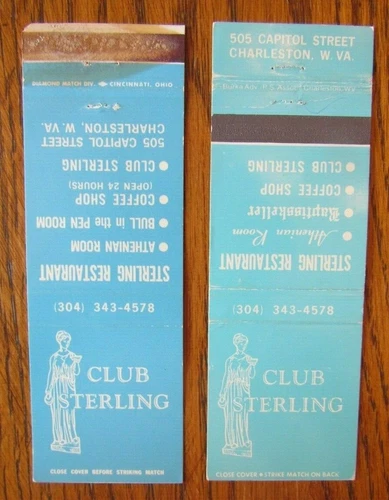 DIAMOND MATCH DIV. CINCINNATI, OHIO
505 CAPITOL STREET
CHARLESTON, W. VA.
• CLUB STERLING
(OPEN 24 HOURS)
• COFFEE SHOP
• BULL in the PEN ROOM
• ATHENIAN ROOM
STERLING RESTAURANT
(304) 343-4578
CLUB
STERLING
CLOSE COVER BEFORE STRIKING MATCH
505 CAPITOL STREET
CHARLESTON, W. VA.
• CLUB STERLING
• COFFEE SHOP
• Athenian Room
STERLING RESTAURANT
(304) 343-4578
CLUB
STERLING
CLOSE COVER • STRIKE MATCH ON BACK